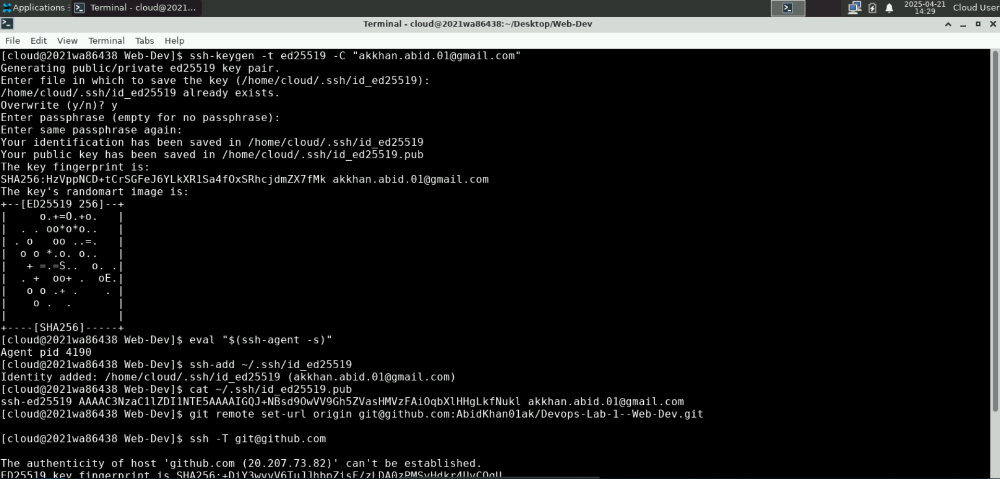 Applications
Terminal - cloud@2021...
2025-04-21
14:29
Cloud User
Terminal - cloud@2021wa86438:~/Desktop/Web-Dev
File Edit View Terminal Tabs Help
[cloud@2021wa86438 Web-Dev]$ ssh-keygen -t ed25519 -C "akkhan.abid.01@gmail.com"
Generating public/private ed25519 key pair.
Enter file in which to save the key (/home/cloud/.ssh/id_ed25519):
/home/cloud/.ssh/id_ed25519 already exists.
Overwrite (y/n)? y
Enter passphrase (empty for no passphrase):
Enter same passphrase again:
Your identification has been saved in /home/cloud/.ssh/id_ed25519
Your public key has been saved in /home/cloud/.ssh/id_ed25519.pub
The key fingerprint is:
SHA256:HzVppNCD+tCrSGFeJ6YLkXR1Sa4fOxSRhcjdmZX7fMk akkhan.abid.01@gmail.com
The key's randomart image is:
+--[ED25519 256]--+
|     o.+=O.+o.   |
|  . . oo*o*o..   |
| . o   oo ..=.   |
|  o o *.o. o..   |
|   + =.=S..  o. .|
|  . +  oo+ .  oE.|
|   o o .+ .    . |
|    o .  .       |
|                 |
+----[SHA256]-----+
[cloud@2021wa86438 Web-Dev]$ eval "$(ssh-agent -s)"
Agent pid 4190
[cloud@2021wa86438 Web-Dev]$ ssh-add ~/.ssh/id_ed25519
Identity added: /home/cloud/.ssh/id_ed25519 (akkhan.abid.01@gmail.com)
[cloud@2021wa86438 Web-Dev]$ cat ~/.ssh/id_ed25519.pub
ssh-ed25519 AAAAC3NzaC1lZDI1NTE5AAAAIGQJ+NBsd9OwVV9Gh5ZVasHMVzFAiOqbXlHHgLkfNukl akkhan.abid.01@gmail.com
[cloud@2021wa86438 Web-Dev]$ git remote set-url origin git@github.com:AbidKhan01ak/Devops-Lab-1--Web-Dev.git
[cloud@2021wa86438 Web-Dev]$ ssh -T git@github.com
The authenticity of host 'github.com (20.207.73.82)' can't be established.
ED25519 key fingerprint is SHA256:+DiY3wvvV6TuJJhbpZisF/zLDA0zPMSvHdkr4UvCOqU